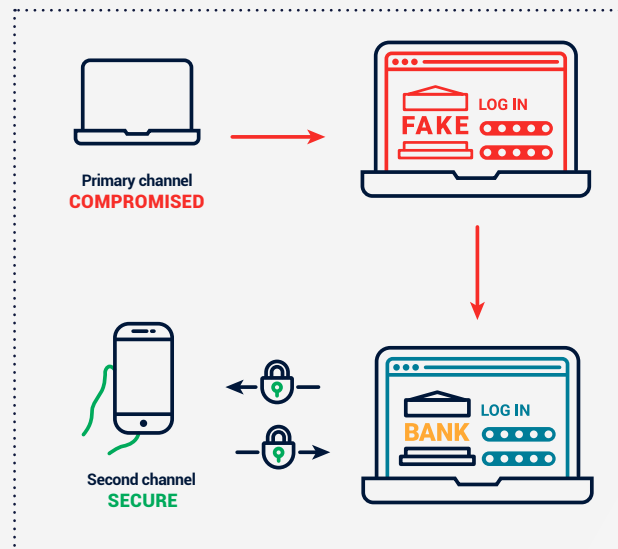 LOG IN
FAKE
Primary channel
COMPROMISED
LOG IN
BANK
Second channel
SECURE